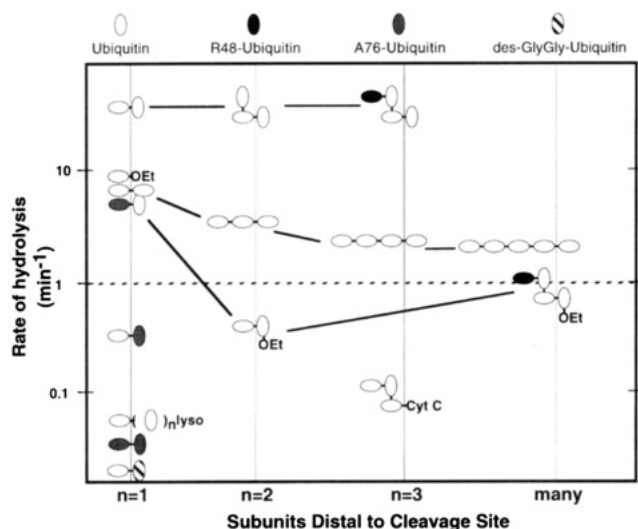 Ubiquitin R48-Ubiquitin A76-Ubiquitin des-GlyGly-Ubiquitin
Rate of hydrolysis
(min-1)
10
1
0.1
OEt
OEt
OEt
Cyt C
)nlyso
n=1 n=2 n=3 many
Subunits Distal to Cleavage Site